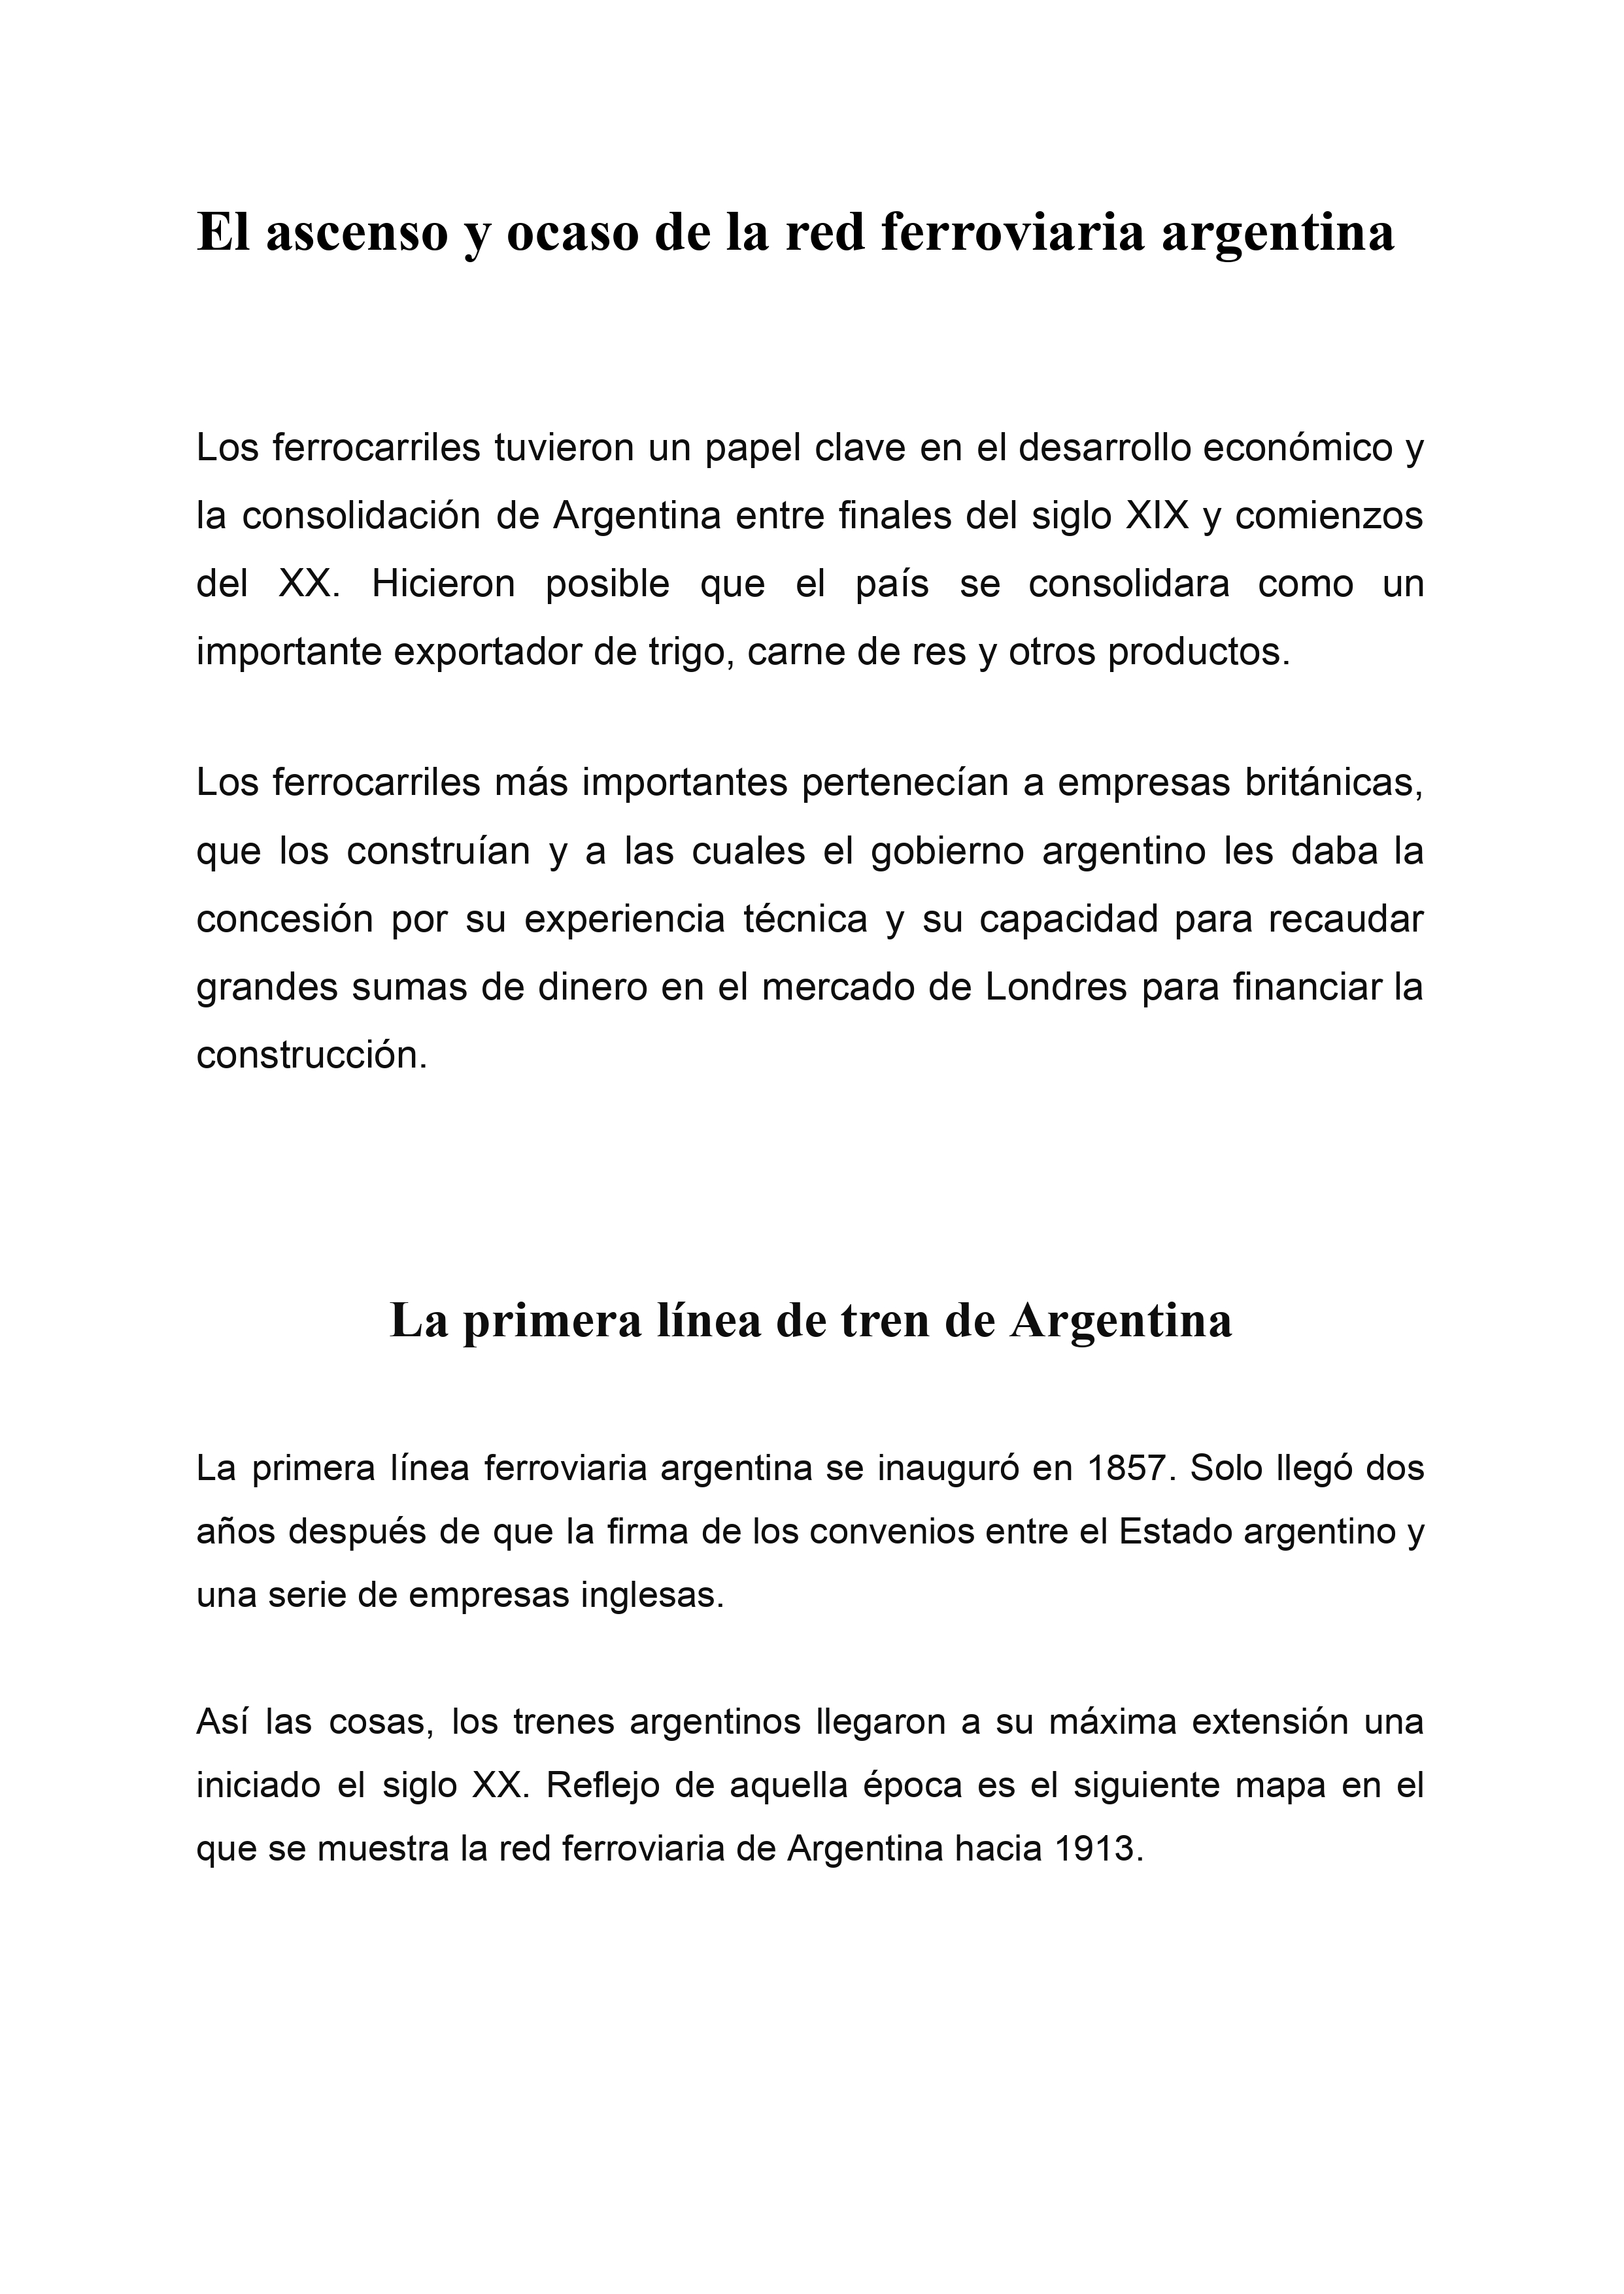 El ascenso y ocaso de la red ferroviaria argentina
Los ferrocarriles tuvieron un papel clave en el desarrollo económico y
la consolidación de Argentina entre finales del siglo XIX y comienzos
del XX. Hicieron posible que el país se consolidara como un
importante exportador de trigo, carne de res y otros productos.
Los ferrocarriles más importantes pertenecían a empresas británicas,
que los construían y a las cuales el gobierno argentino les daba la
concesión por su experiencia técnica y su capacidad para recaudar
grandes sumas de dinero en el mercado de Londres para financiar la
construcción.
La primera línea de tren de Argentina
La primera línea ferroviaria argentina se inauguró en 1857. Solo llegó dos
años después de que la firma de los convenios entre el Estado argentino y
una serie de empresas inglesas.
Así las cosas, los trenes argentinos llegaron a su máxima extensión una
iniciado el siglo XX. Reflejo de aquella época es el siguiente mapa en el
que se muestra la red ferroviaria de Argentina hacia 1913.